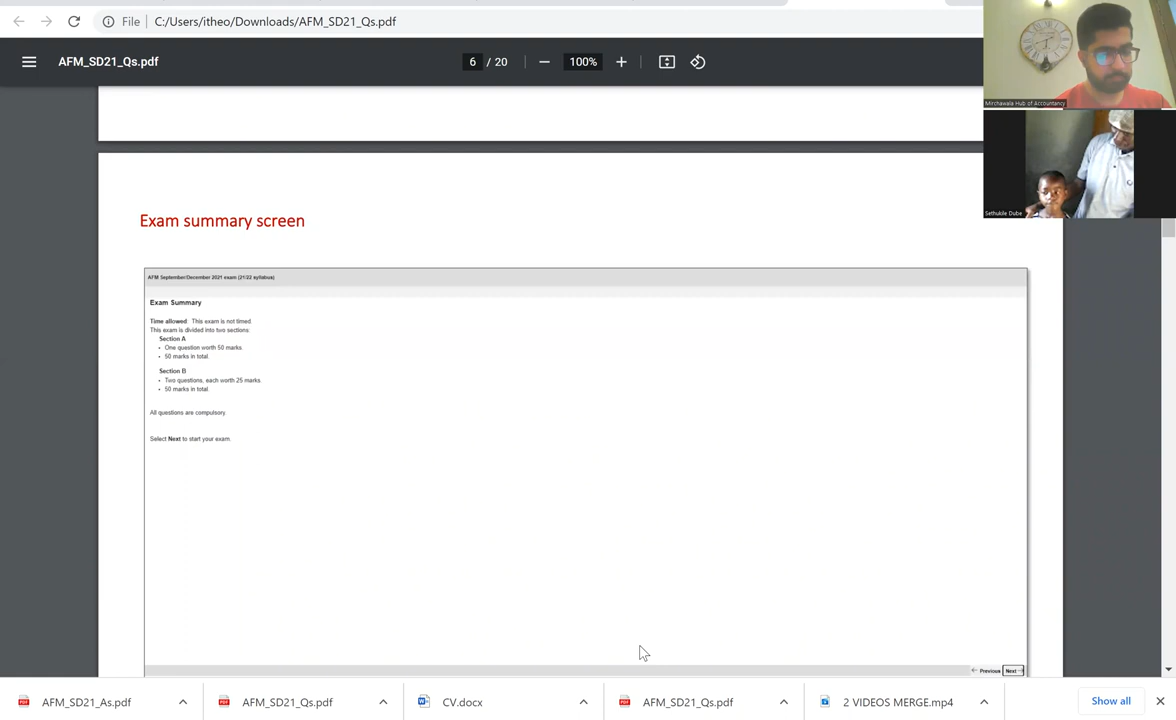 File C:/Users/itheo/Downloads/AFM_SD21_Qs.pdf
AFM_SD21_Qs.pdf
6 / 20
100%
Mirchawala Hub of Accountancy
Sethukile Dube
Exam summary screen
AFM September/December 2021 exam (21/22 syllabus)
Exam Summary
Time allowed This exam is not timed.
This exam is divided into two sections:
Section A
• One question worth 50 marks.
• 50 marks in total.
Section B
• Two questions, each worth 25 marks.
• 50 marks in total.
All questions are compulsory
Select Next to start your exam.
Previous Next
AFM_SD21_As.pdf
AFM_SD21_Qs.pdf
CV.docx
AFM_SD21_Qs.pdf
2 VIDEOS MERGE.mp4
Show all